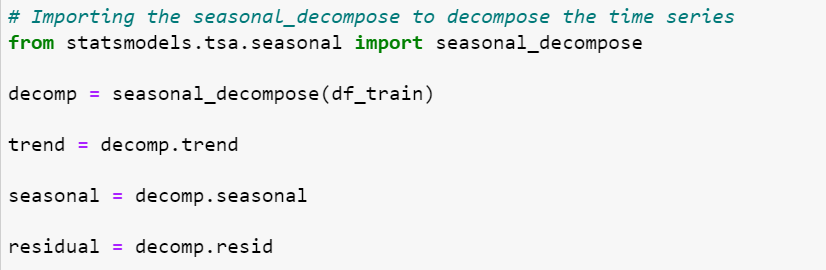 # Importing the seasonal_decompose to decompose the time series
from statsmodels.tsa.seasonal import seasonal_decompose
decomp = seasonal_decompose(df_train)
trend = decomp.trend
seasonal = decomp.seasonal
residual = decomp.resid